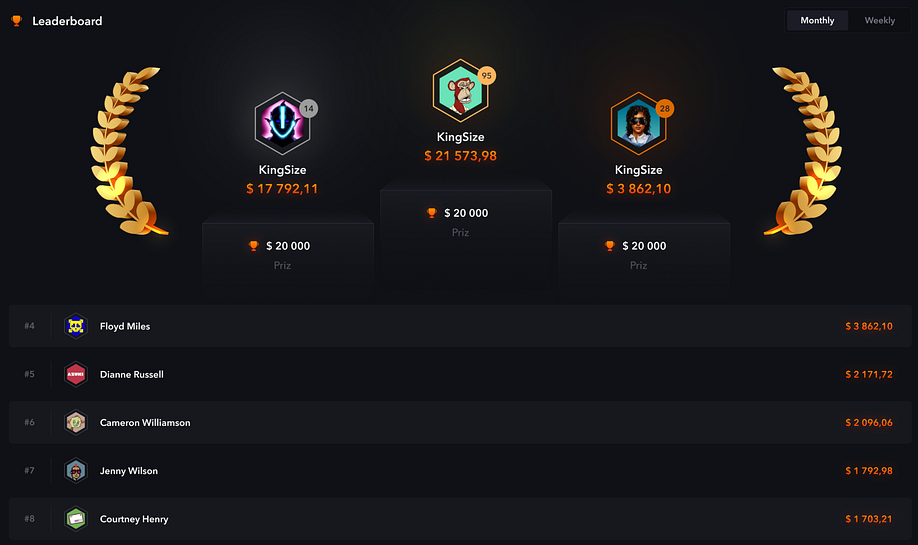 Leaderboard
Monthly
Weekly
95
KingSize
$ 21 573,98
$ 20 000
Priz
14
KingSize
$ 17 792,11
$ 20 000
Priz
28
KingSize
$ 3 862,10
$ 20 000
Priz
#4 Floyd Miles $ 3 862,10
#5 AZUKI Dianne Russell $ 2 171,72
#6 Cameron Williamson $ 2 096,06
#7 Jenny Wilson $ 1 792,98
#8 Courtney Henry $ 1 703,21